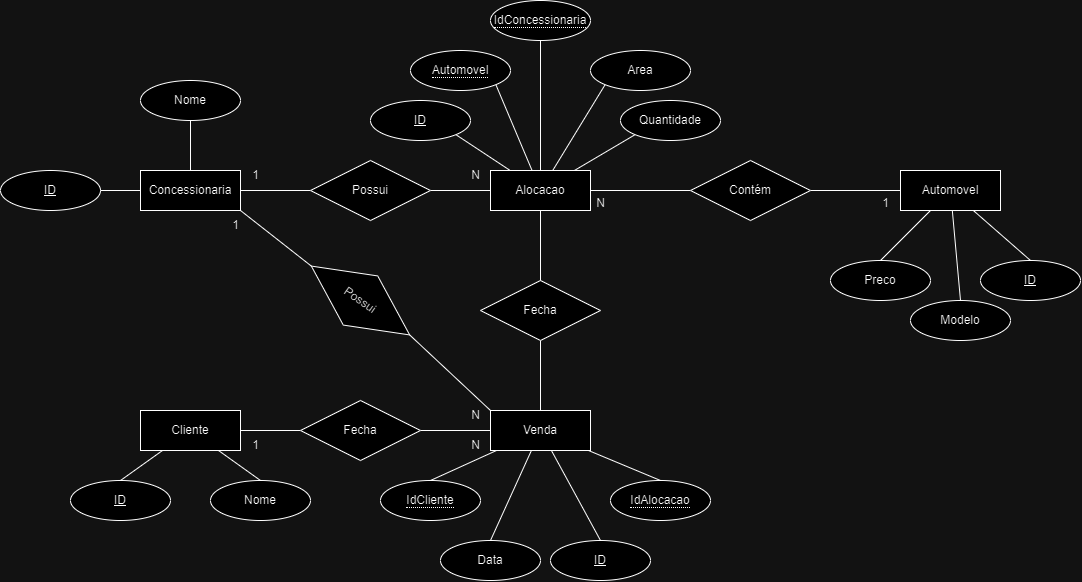 IdConcessionaria
Automovel
Area
Nome
ID
Quantidade
ID
Concessionaria
1
Possui
N
Alocacao
N
Contém
1
Automovel
1
Possui
Fecha
Preco
Modelo
ID
Cliente
1
Fecha
N
N
Venda
ID
Nome
IdCliente
IdAlocacao
Data
ID